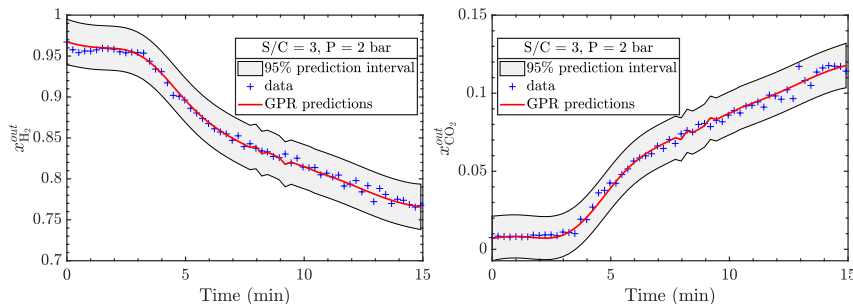 1
0.95
0.9
0.85
0.8
0.75
0.7
x^{out}_{H_2}
0
5
10
15
Time (min)
S/C = 3, P = 2 bar
95% prediction interval
data
GPR predictions
0.15
0.1
0.05
0
x^{out}_{CO_2}
0
5
10
15
Time (min)
S/C = 3, P = 2 bar
95% prediction interval
data
GPR predictions